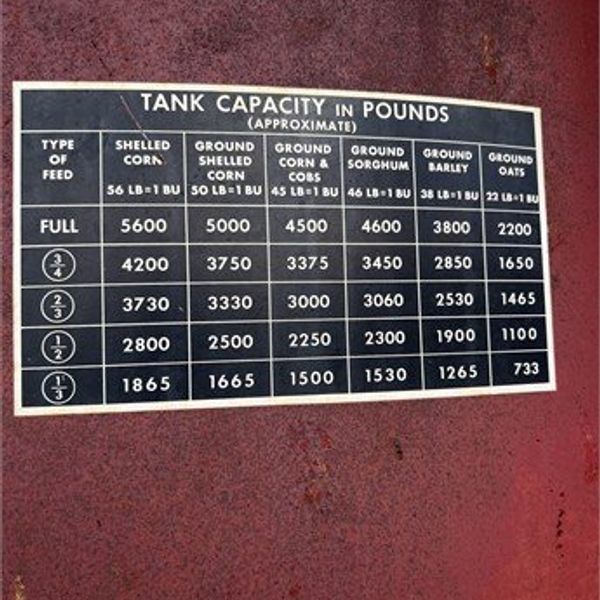 TANK CAPACITY IN POUNDS
(APPROXIMATE)
TYPE OF FEED SHELLED CORN 56 LB=1 BU GROUND SHELLED CORN 50 LB=1 BU GROUND CORN & COBS 45 LB=1 BU GROUND SORGHUM 46 LB=1 BU GROUND BARLEY 38 LB=1 BU GROUND OATS 22 LB=1 BU
FULL 5600 5000 4500 4600 3800 2200
3/4 4200 3750 3375 3450 2850 1650
2/3 3730 3330 3000 3060 2530 1465
1/2 2800 2500 2250 2300 1900 1100
1/3 1865 1665 1500 1530 1265 733